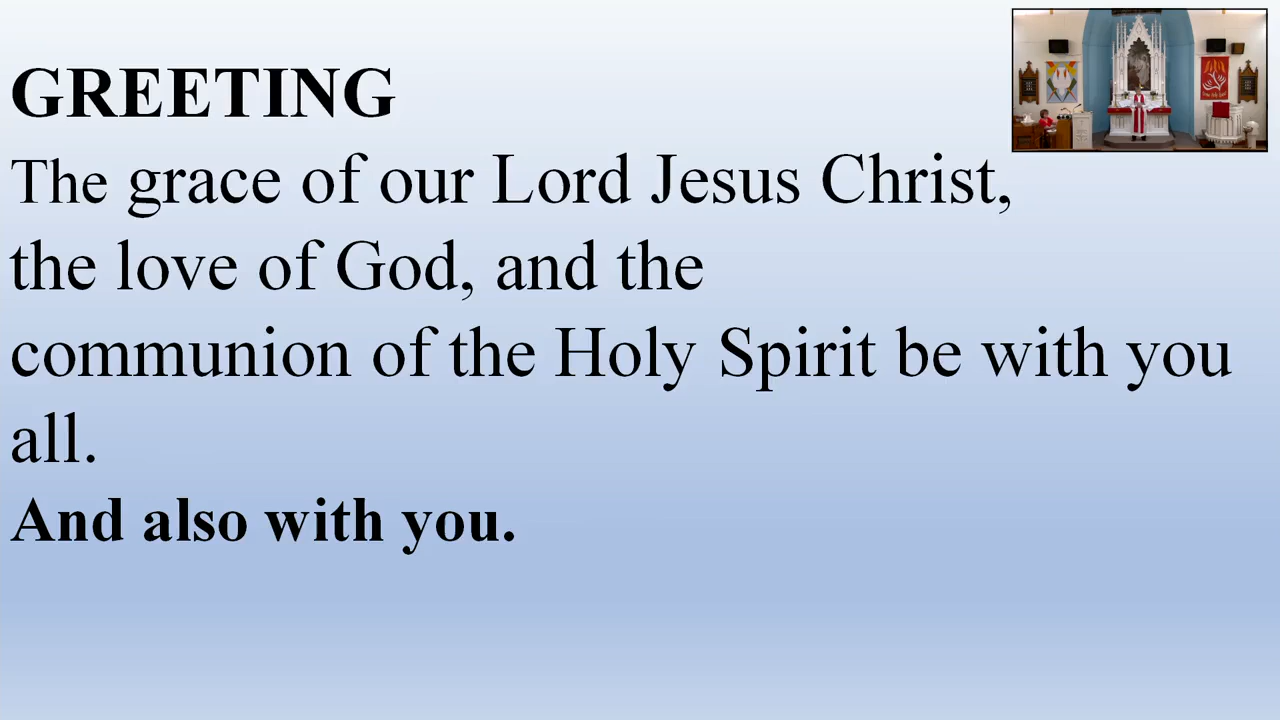 GREETING
The grace of our Lord Jesus Christ,
the love of God, and the
communion of the Holy Spirit be with you
all.
And also with you.